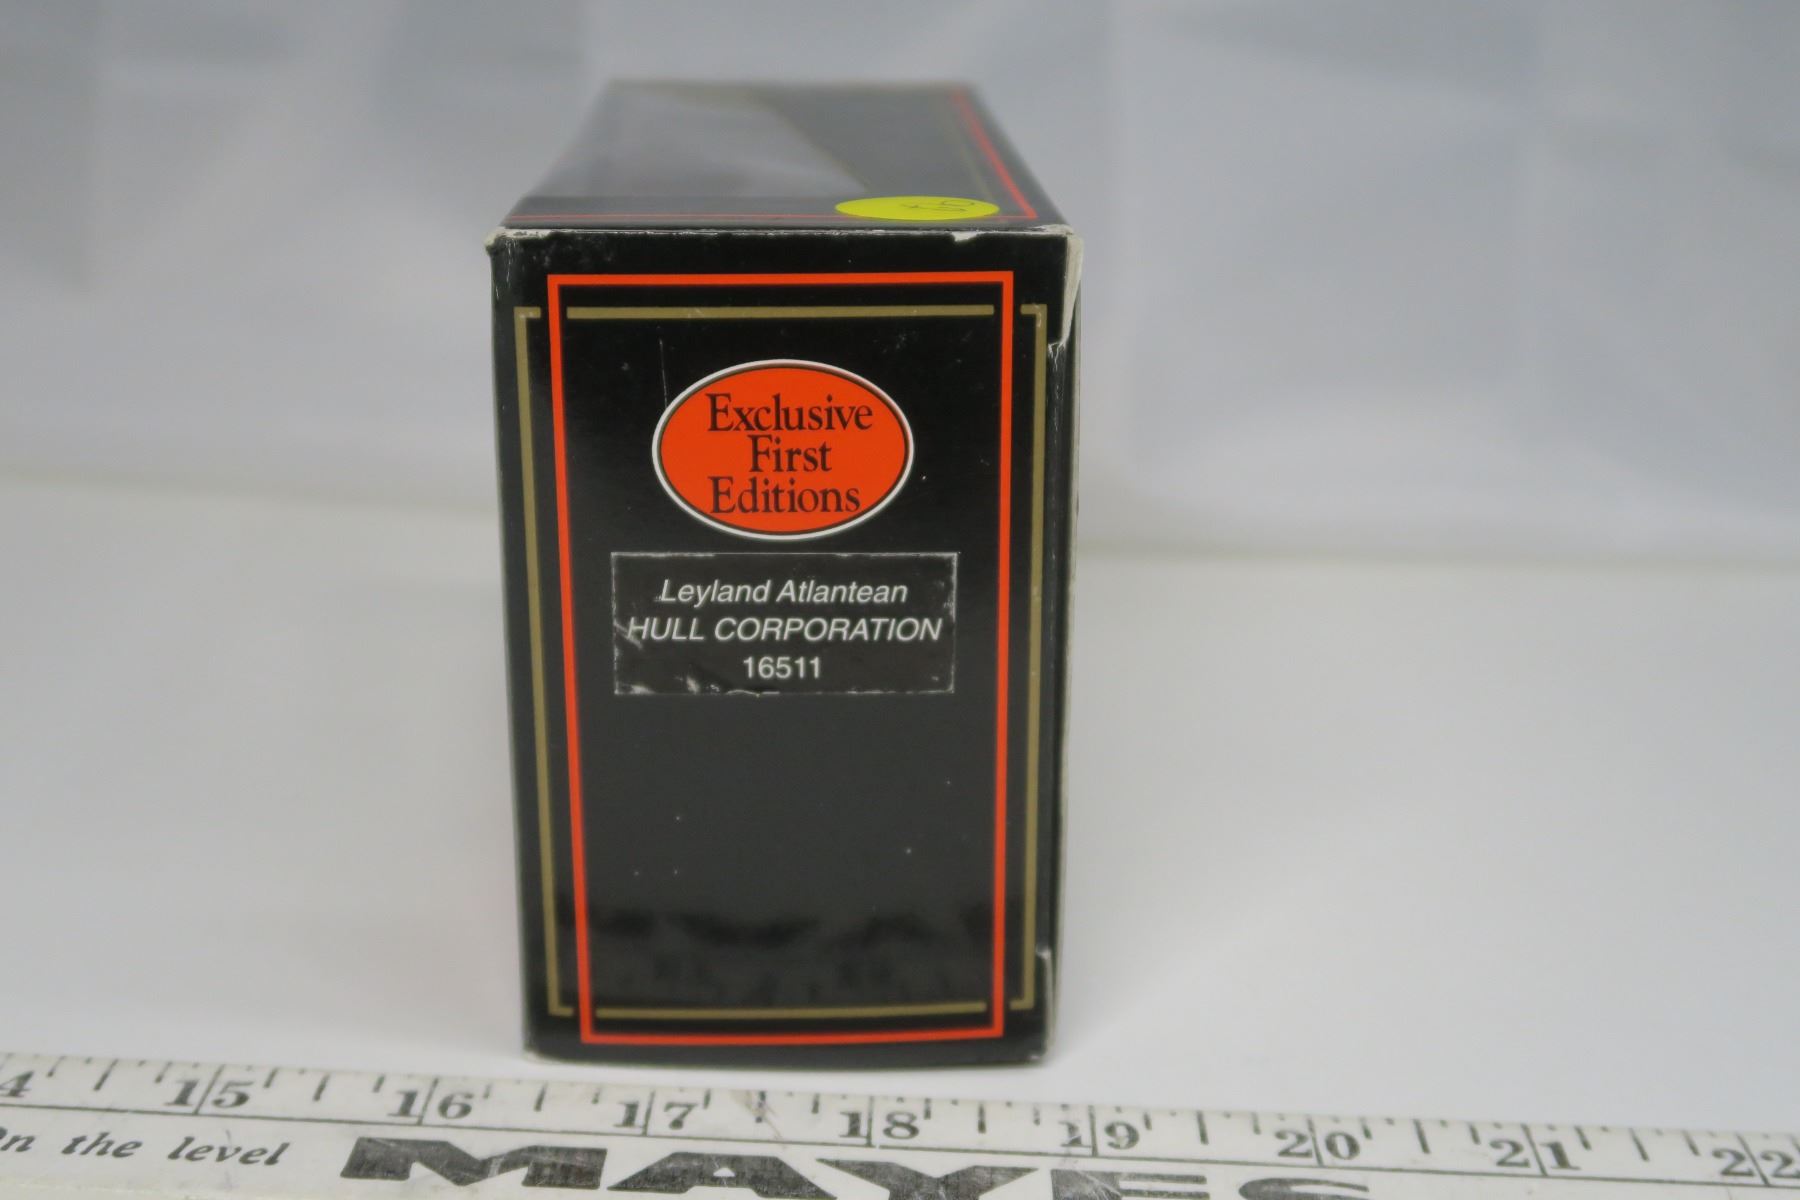 Exclusive
First
Editions
Leyland Atlantean
HULL CORPORATION
16511
15 16 17 18 19 20 21 22
on the level
MAYES